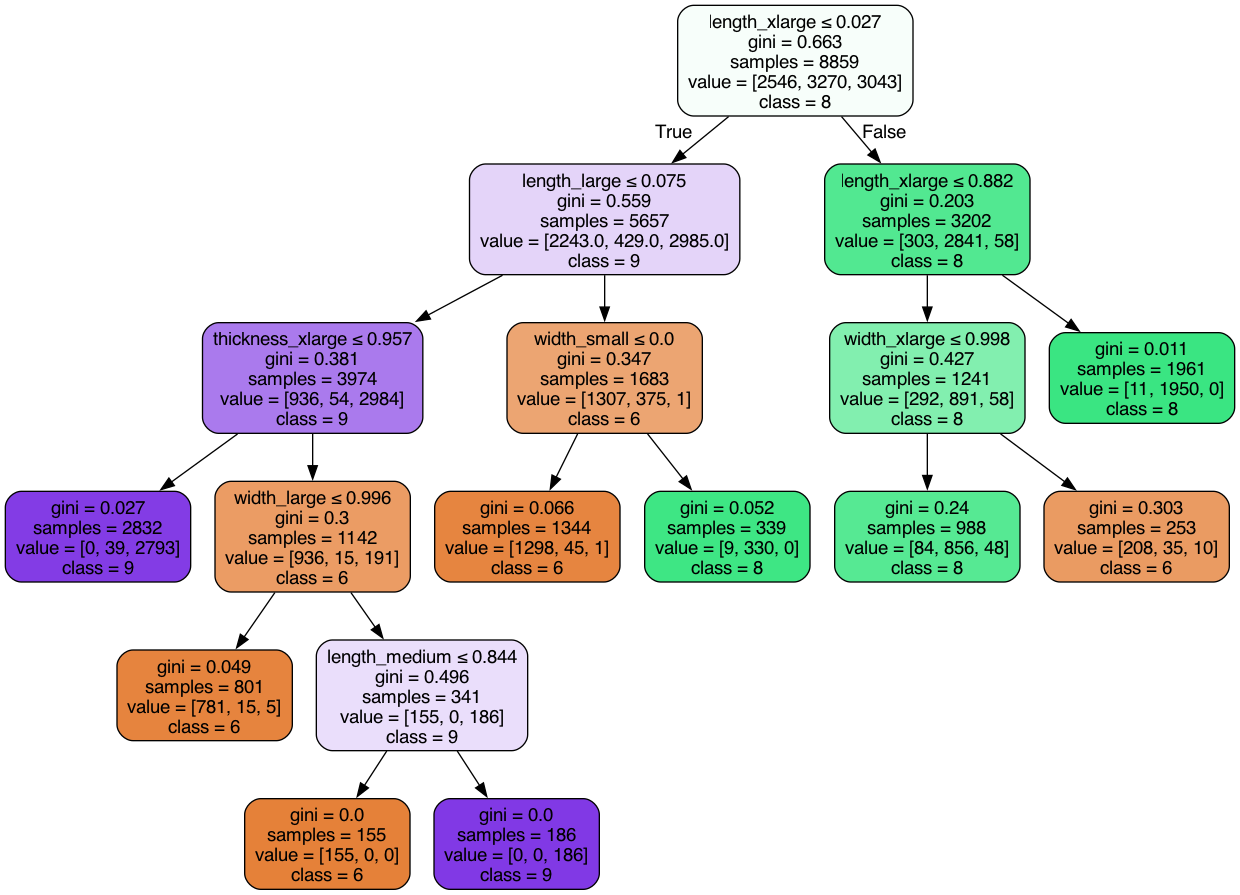 length_xlarge ≤ 0.027
gini = 0.663
samples = 8859
value = [2546, 3270, 3043]
class = 8
True
False
length_large ≤ 0.075
gini = 0.559
samples = 5657
value = [2243.0, 429.0, 2985.0]
class = 9
length_xlarge ≤ 0.882
gini = 0.203
samples = 3202
value = [303, 2841, 58]
class = 8
thickness_xlarge ≤ 0.957
gini = 0.381
samples = 3974
value = [936, 54, 2984]
class = 9
width_small ≤ 0.0
gini = 0.347
samples = 1683
value = [1307, 375, 1]
class = 6
width_xlarge ≤ 0.998
gini = 0.427
samples = 1241
value = [292, 891, 58]
class = 8
gini = 0.011
samples = 1961
value = [11, 1950, 0]
class = 8
gini = 0.027
samples = 2832
value = [0, 39, 2793]
class = 9
width_large ≤ 0.996
gini = 0.3
samples = 1142
value = [936, 15, 191]
class = 6
gini = 0.066
samples = 1344
value = [1298, 45, 1]
class = 6
gini = 0.052
samples = 339
value = [9, 330, 0]
class = 8
gini = 0.24
samples = 988
value = [84, 856, 48]
class = 8
gini = 0.303
samples = 253
value = [208, 35, 10]
class = 6
gini = 0.049
samples = 801
value = [781, 15, 5]
class = 6
length_medium ≤ 0.844
gini = 0.496
samples = 341
value = [155, 0, 186]
class = 9
gini = 0.0
samples = 155
value = [155, 0, 0]
class = 6
gini = 0.0
samples = 186
value = [0, 0, 186]
class = 9